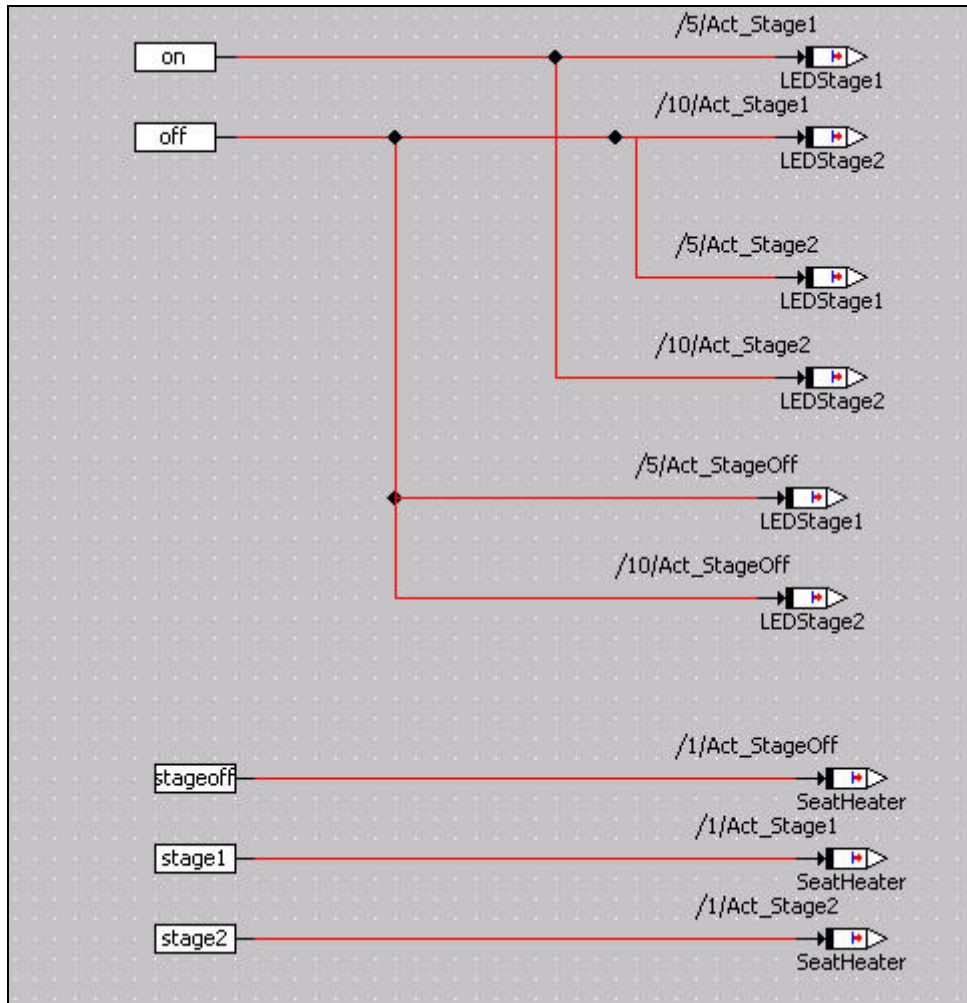 /5/Act_Stage1
on
LEDStage1
/10/Act_Stage1
off
LEDStage2
/5/Act_Stage2
LEDStage1
/10/Act_Stage2
LEDStage2
/5/Act_StageOff
LEDStage1
/10/Act_StageOff
LEDStage2
/1/Act_StageOff
stageoff
SeatHeater
/1/Act_Stage1
stage1
SeatHeater
/1/Act_Stage2
stage2
SeatHeater